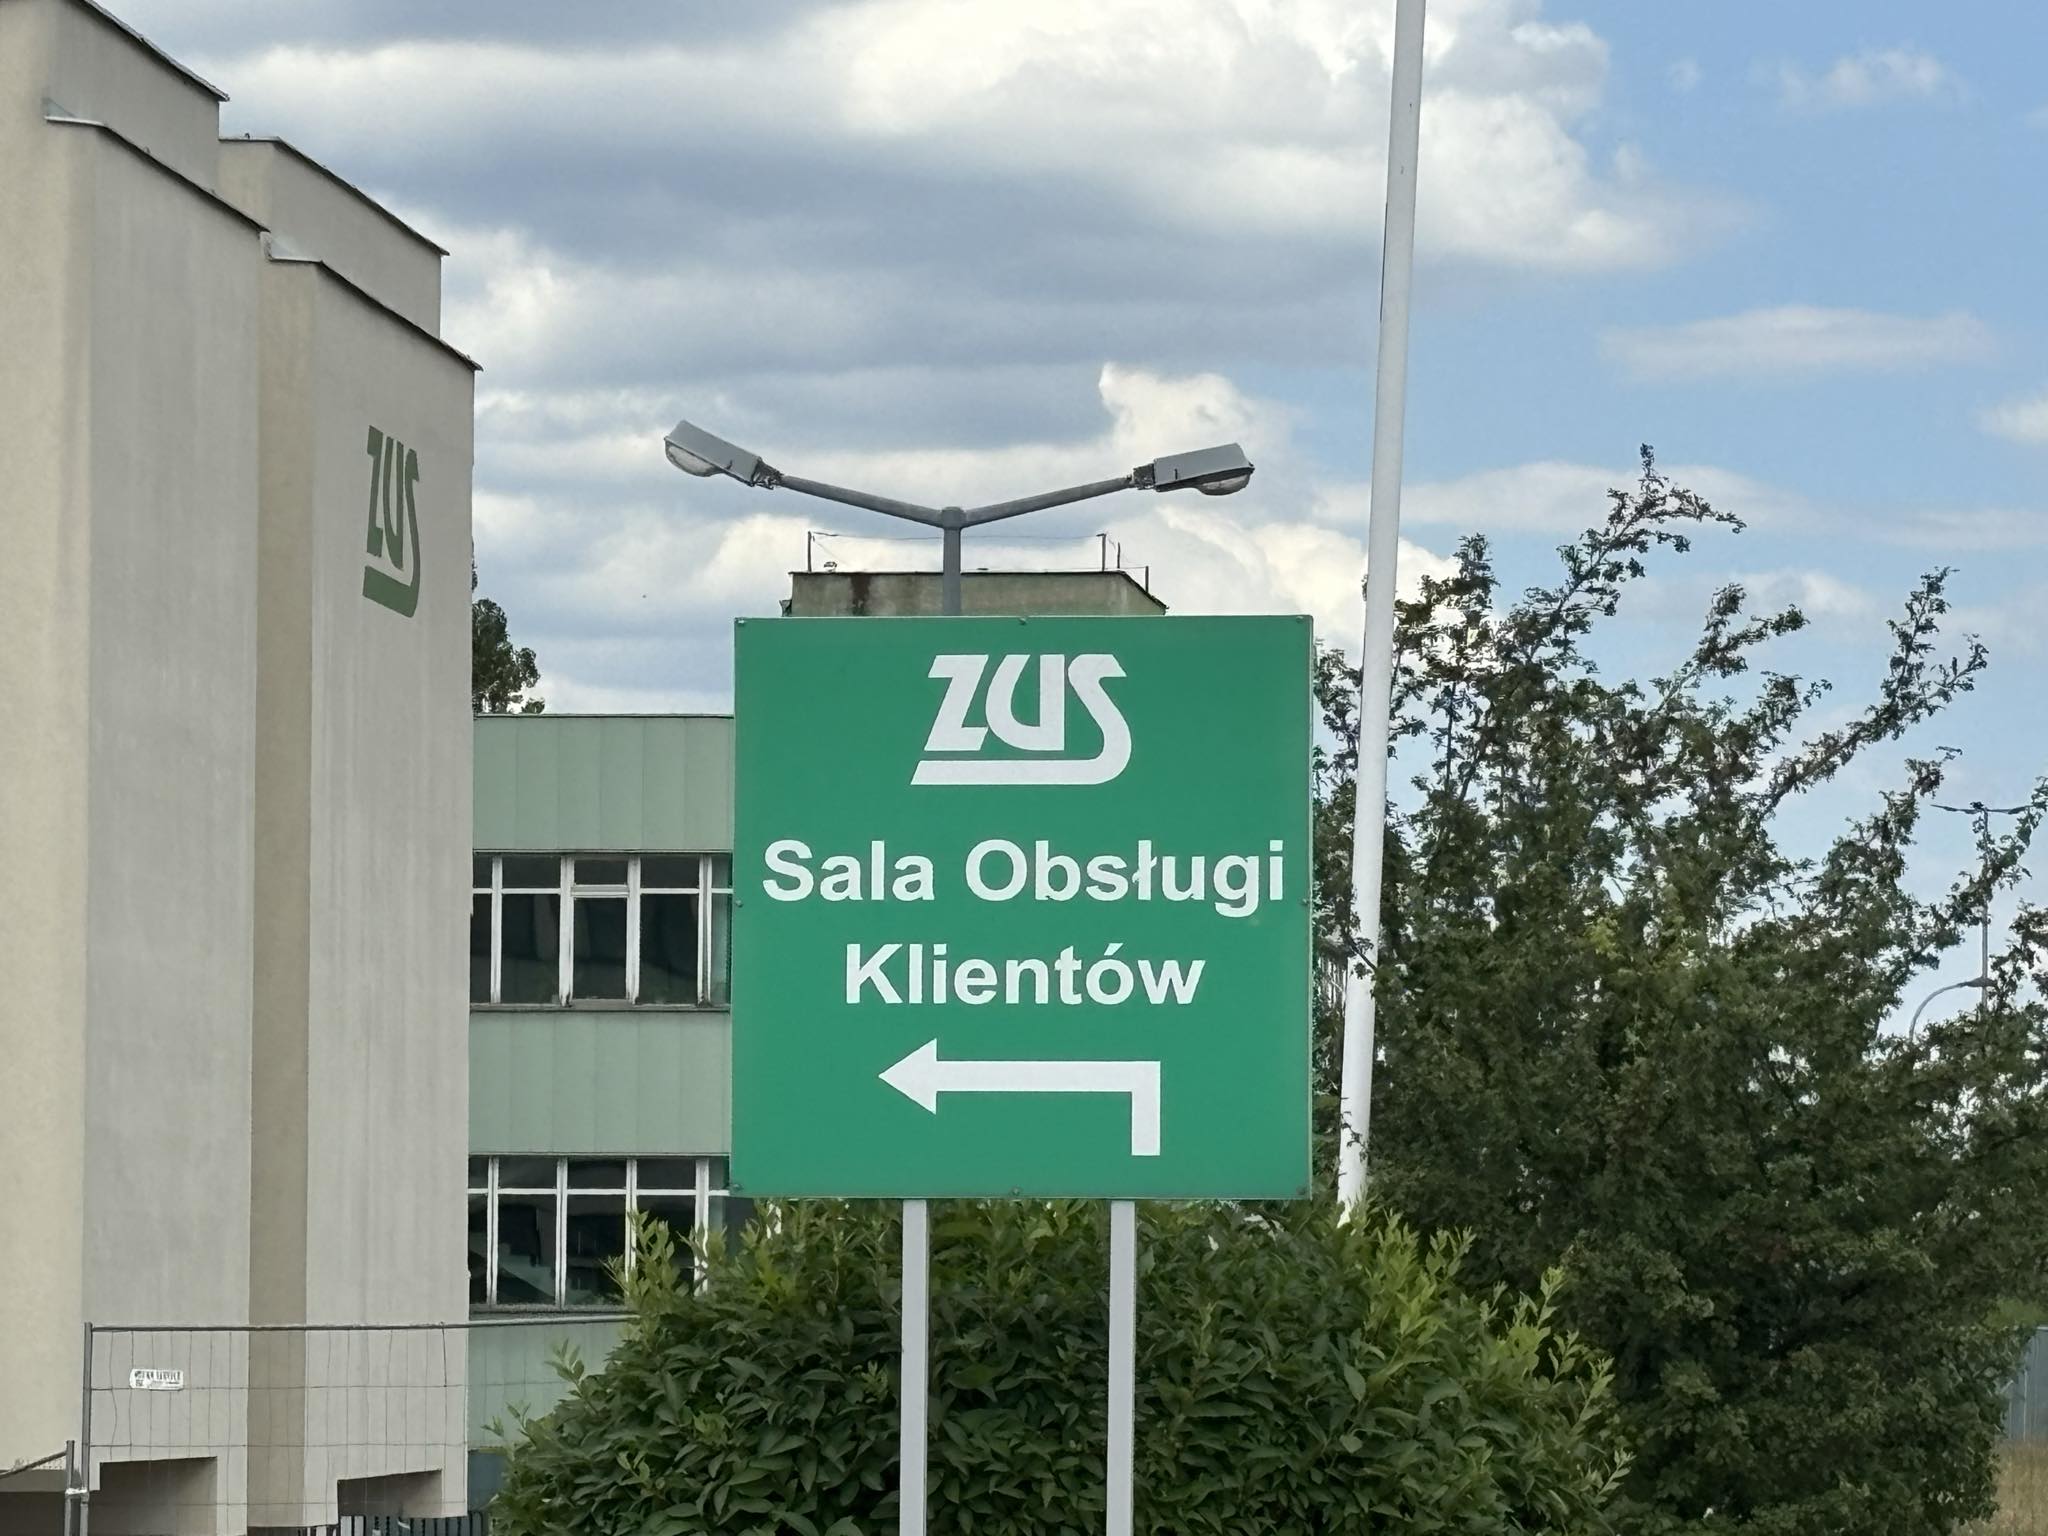 ZUS
ZUS
Sala Obsługi
Klientów